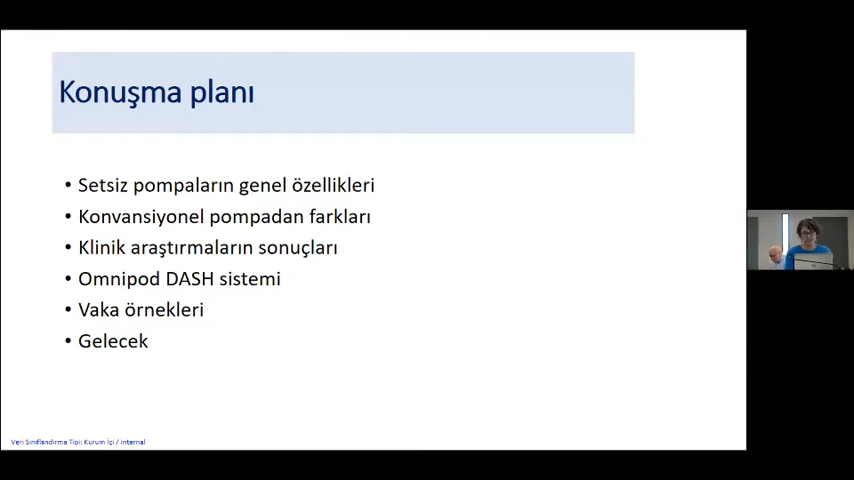 Konuşma planı
• Setsiz pompaların genel özellikleri
• Konvansiyonel pompadan farkları
• Klinik araştırmaların sonuçları
• Omnipod DASH sistemi
• Vaka örnekleri
• Gelecek
Veri Sınıflandırma Tipi: Kurum İçi / Internal